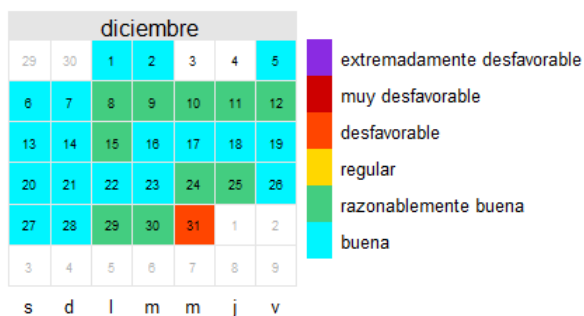 diciembre
29 30 1 2 3 4 5
6 7 8 9 10 11 12
13 14 15 16 17 18 19
20 21 22 23 24 25 26
27 28 29 30 31 1 2
3 4 5 6 7 8 9
s d l m m j v
extremadamente desfavorable
muy desfavorable
desfavorable
regular
razonablemente buena
buena